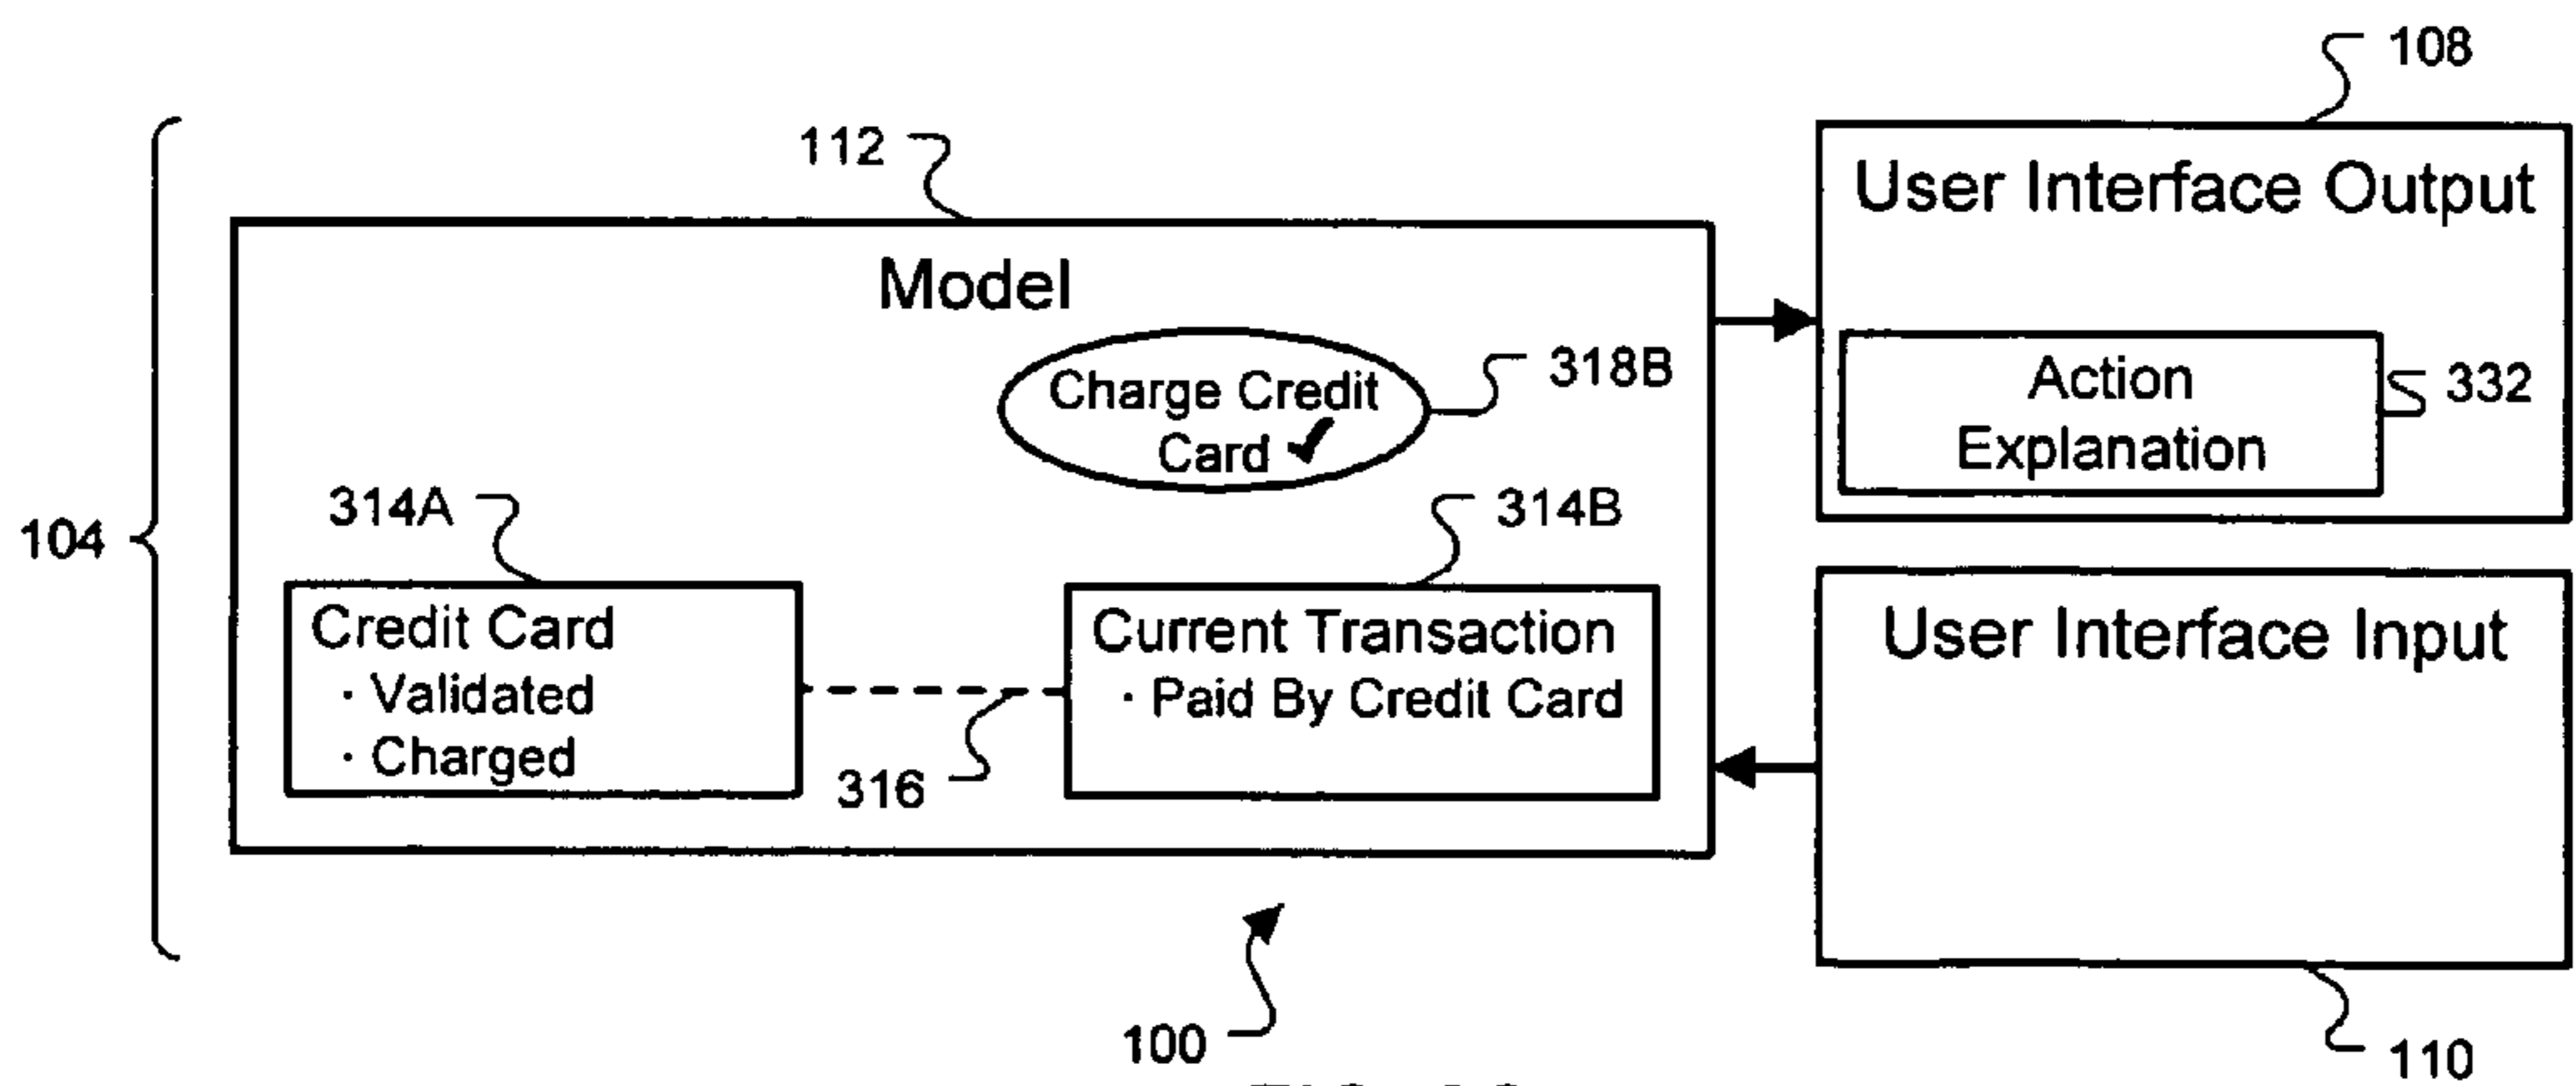 108
112
User Interface Output
Model
318B
Charge Credit
Card ✓
Action
Explanation
332
314A
314B
104
Credit Card
· Validated
· Charged
Current Transaction
· Paid By Credit Card
User Interface Input
316
100
110